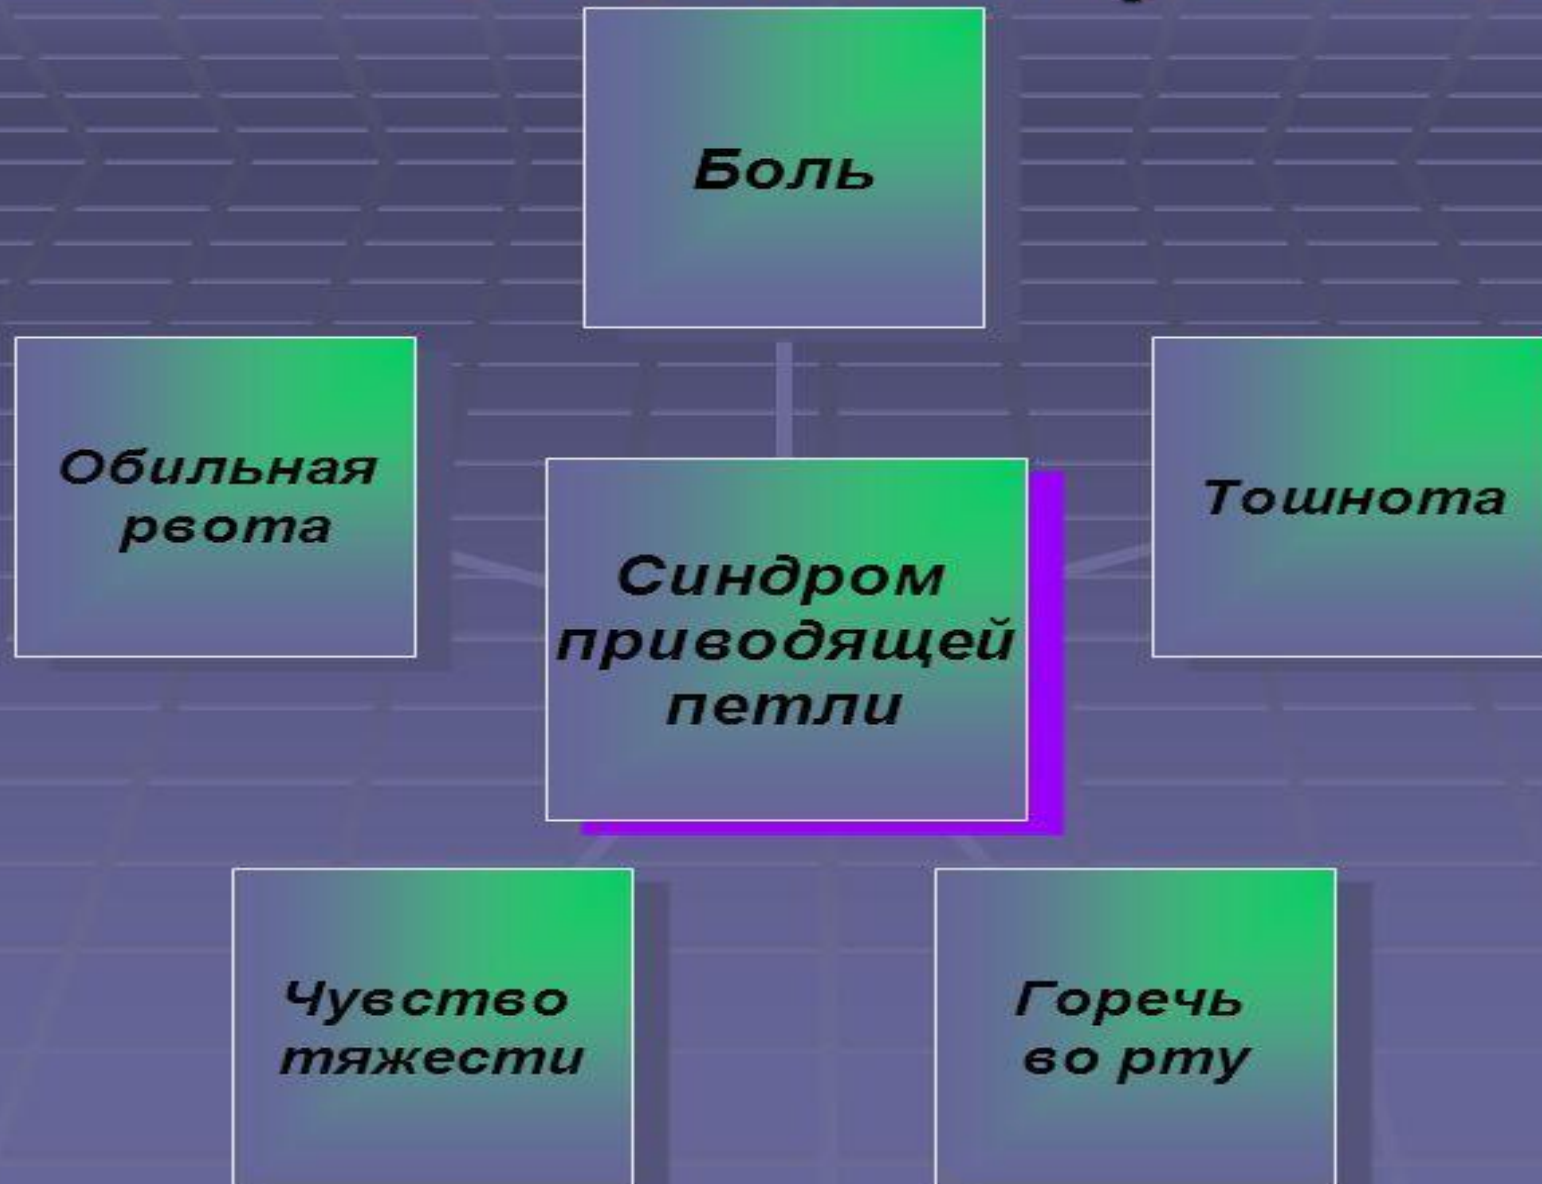 Боль
Обильная
рвота
Тошнота
Синдром
приводящей
петли
Чувство
тяжести
Горечь
во рту